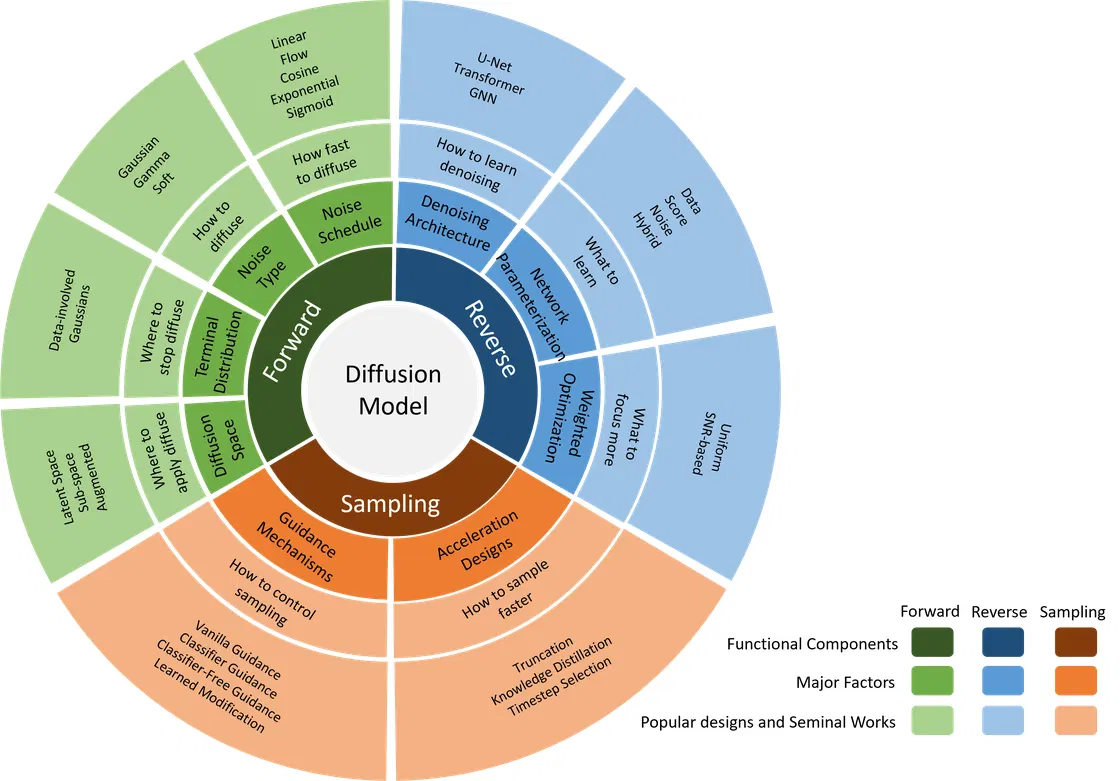 Diffusion
Model
Forward
Reverse
Sampling
Noise
Schedule
How fast
to diffuse
Linear
Flow
Cosine
Exponential
Sigmoid
Noise
Type
How to
diffuse
Gaussian
Gamma
Soft
Terminal
Distribution
Where to
stop diffuse
Data-involved
Gaussians
Diffusion
Space
Where to
apply diffuse
Latent Space
Sub-space
Augmented
Denoising
Architecture
How to learn
denoising
U-Net
Transformer
GNN
Network
Parameterization
What to
learn
Data
Score
Noise
Hybrid
Weighted
Optimization
What to
focus more
Uniform
SNR-based
Guidance
Mechanisms
How to control
sampling
Vanilla Guidance
Classifier Guidance
Classifier-Free Guidance
Learned Modification
Acceleration
Designs
How to sample
faster
Truncation
Knowledge Distillation
Timestep Selection
Forward Reverse Sampling
Functional Components
Major Factors
Popular designs and Seminal Works